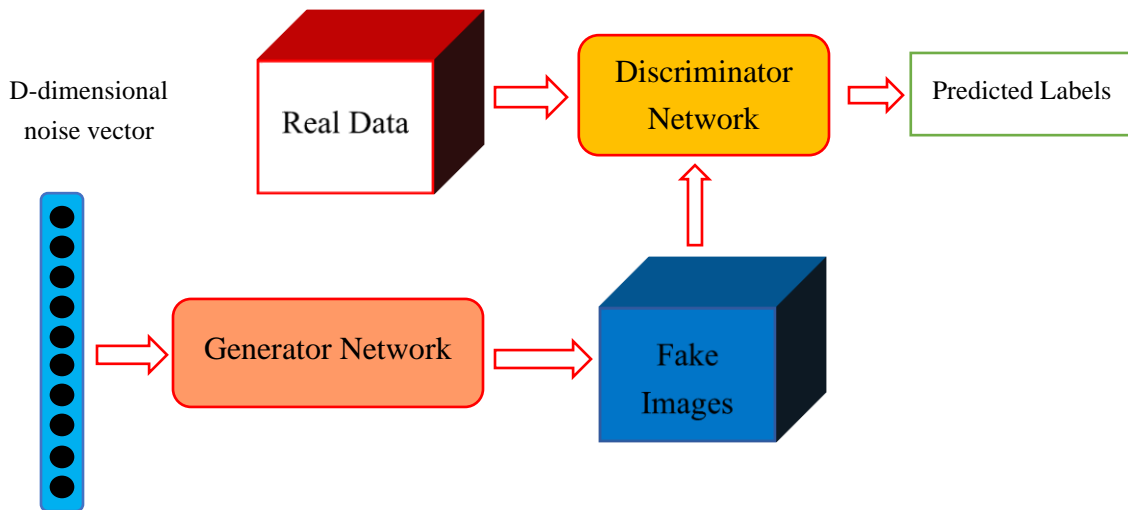 D-dimensional
noise vector
Real Data
Discriminator
Network
Predicted Labels
Generator Network
Fake
Images